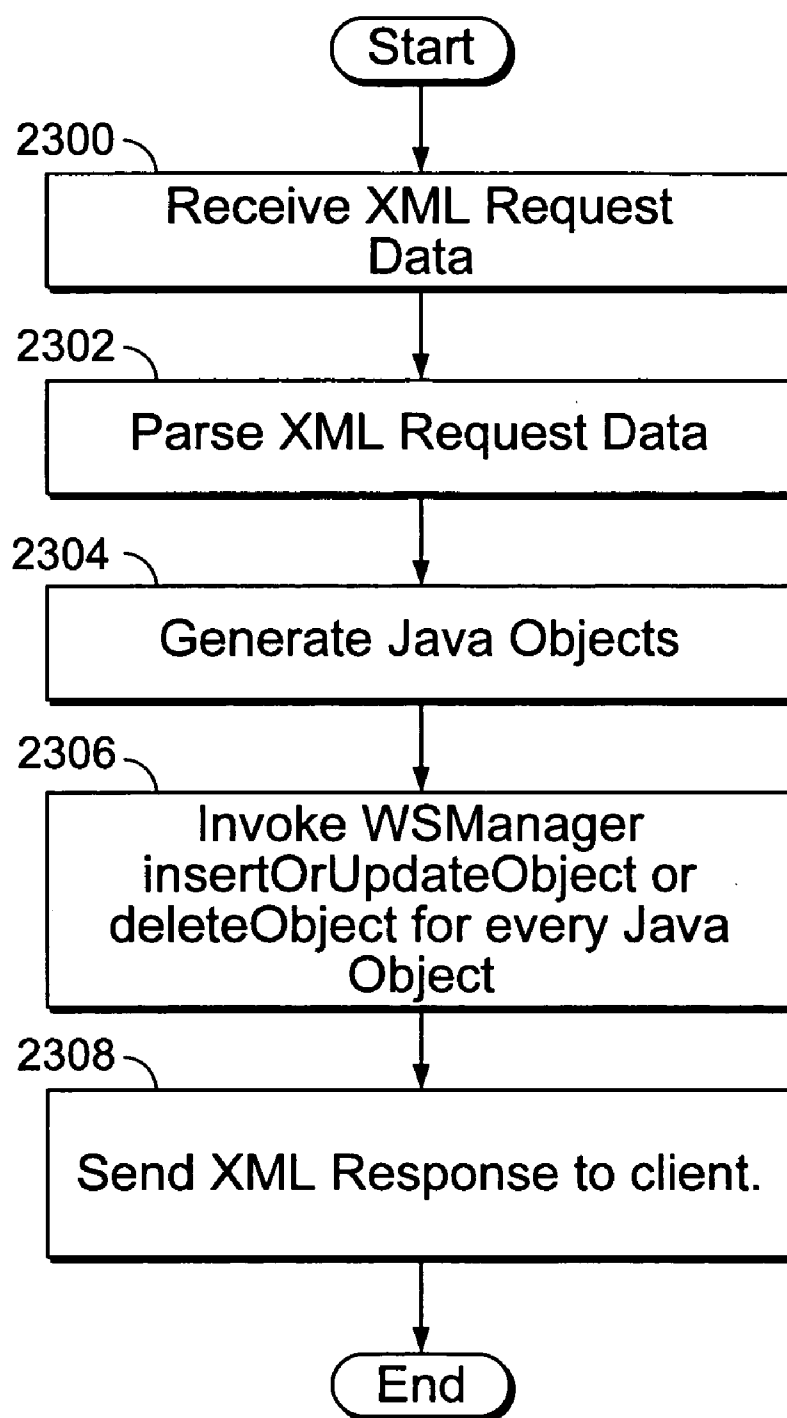 Start
2300
Receive XML Request
Data
2302
Parse XML Request Data
2304
Generate Java Objects
2306
Invoke WSManager
insertOrUpdateObject or
deleteObject for every Java
Object
2308
Send XML Response to client.
End